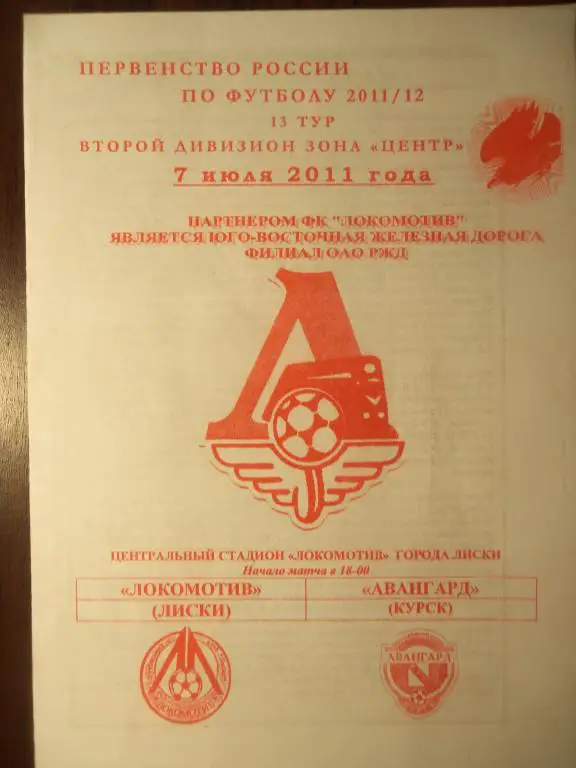 ПЕРВЕНСТВО РОССИИ
ПО ФУТБОЛУ 2011/12
13 ТУР
ВТОРОЙ ДИВИЗИОН ЗОНА «ЦЕНТР»
7 июля 2011 года
ПАРТНЕРОМ ФК "ЛОКОМОТИВ"
ЯВЛЯЕТСЯ ЮГО-ВОСТОЧНАЯ ЖЕЛЕЗНАЯ ДОРОГА
ФИЛИАЛ ОАО РЖД
ЦЕНТРАЛЬНЫЙ СТАДИОН «ЛОКОМОТИВ» ГОРОДА ЛИСКИ
Начало матча в 18-00
«ЛОКОМОТИВ» «АВАНГАРД»
(ЛИСКИ) (КУРСК)
АВАНГАРД
ЛОКОМОТИВ